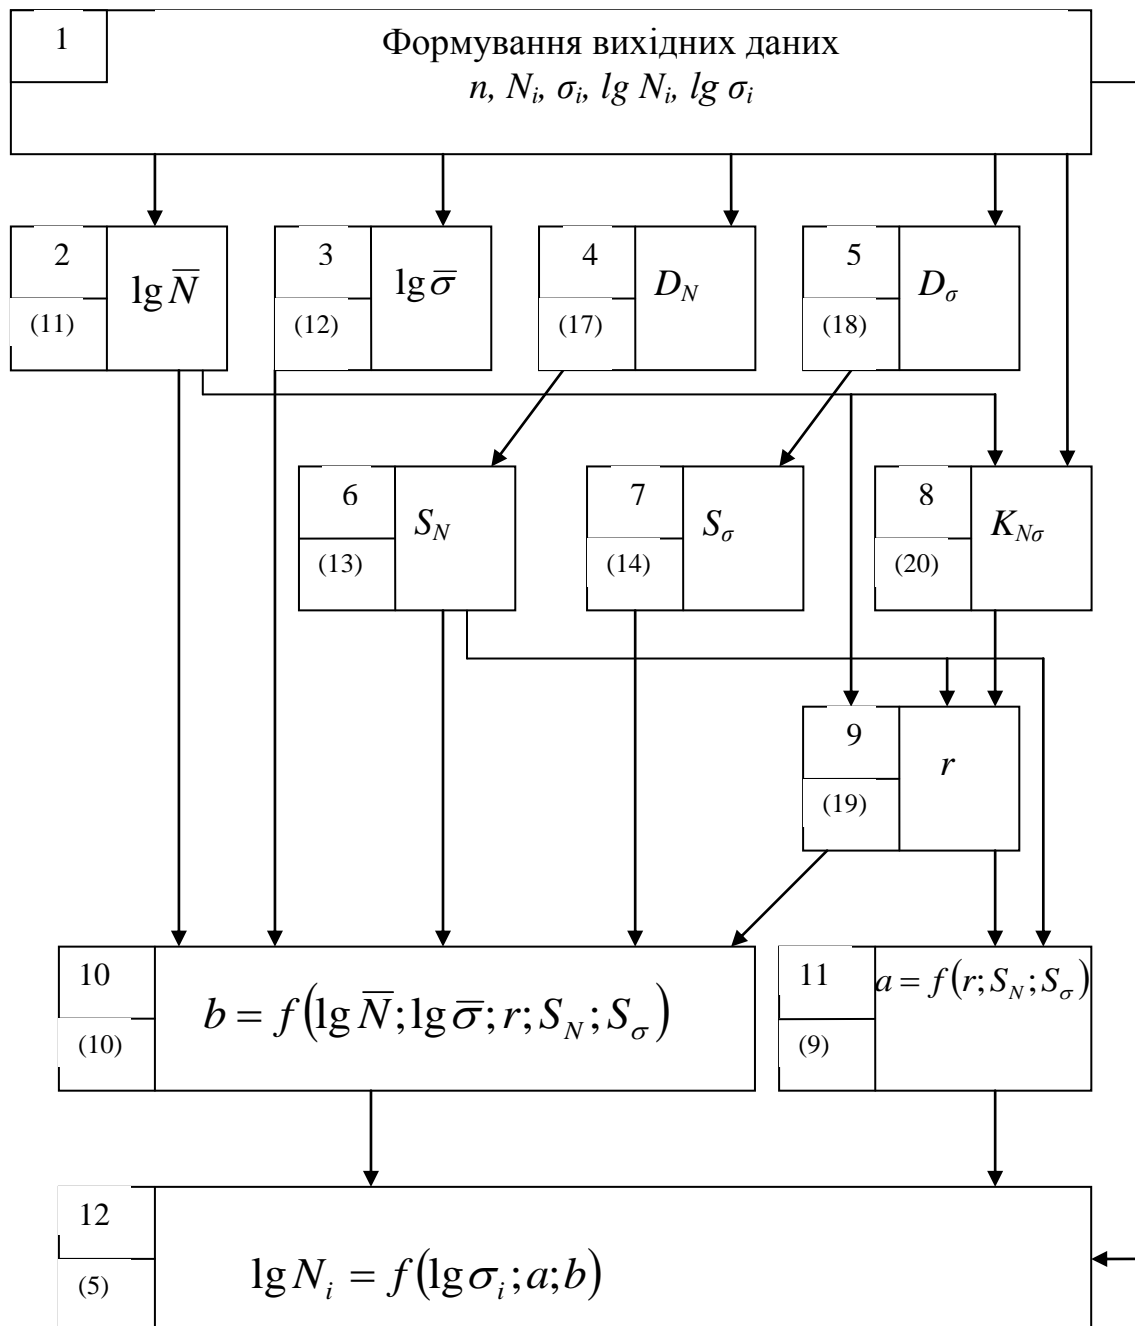 1
Формування вихідних даних
n, Nᵢ, σᵢ, lg Nᵢ, lg σᵢ
2
lg N̅
(11)
3
lg σ̅
(12)
4
D_N
(17)
5
D_σ
(18)
6
S_N
(13)
7
S_σ
(14)
8
K_Nσ
(20)
9
r
(19)
10
b = f(lg N̅; lg σ̅; r; S_N; S_σ)
(10)
11
a = f(r; S_N; S_σ)
(9)
12
lg Nᵢ = f(lg σᵢ; a; b)
(5)